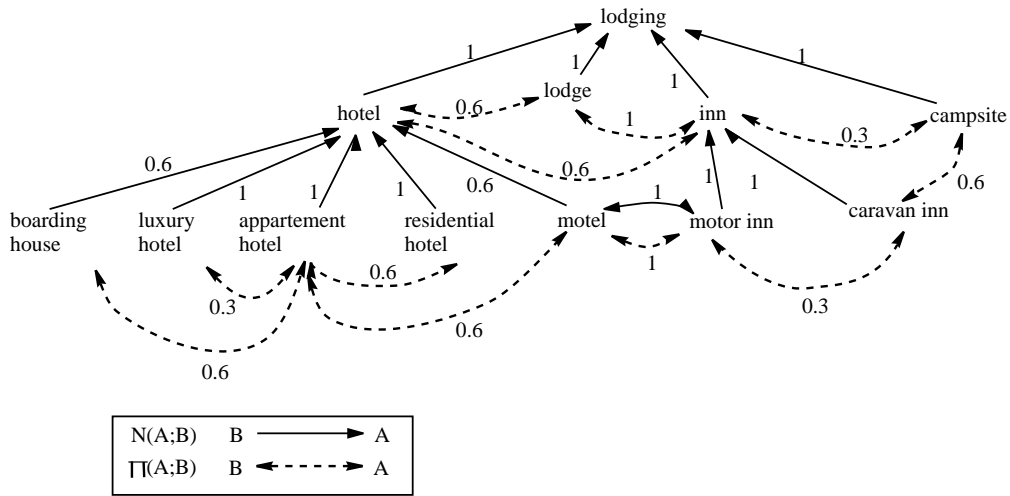 lodging
1
1
1
1
hotel
0.6
lodge
1
inn
0.3
campsite
0.6
0.6
1
1
1
0.6
1
1
1
0.6
boarding
house
luxury
hotel
appartement
hotel
residential
hotel
motel
motor inn
caravan inn
0.3
0.6
1
0.3
0.6
0.6
N(A;B) B A
Π(A;B) B A